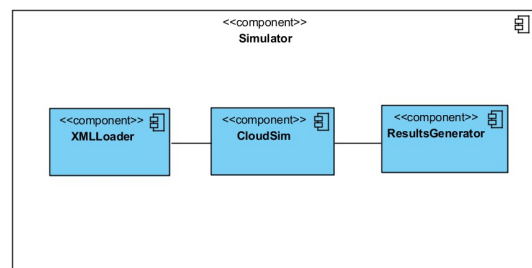 <<component>>
Simulator
<<component>>
XMLLoader
<<component>>
CloudSim
<<component>>
ResultsGenerator